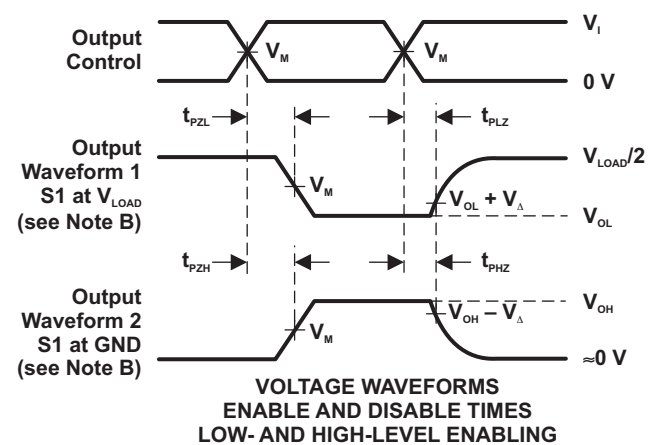 Output
Control
V_M
V_M
V_I
0 V
t_PZL
t_PLZ
Output
Waveform 1
S1 at V_LOAD
(see Note B)
V_M
V_OL + V_Δ
V_LOAD/2
V_OL
t_PZH
t_PHZ
Output
Waveform 2
S1 at GND
(see Note B)
V_M
V_OH – V_Δ
V_OH
≈0 V
VOLTAGE WAVEFORMS
ENABLE AND DISABLE TIMES
LOW- AND HIGH-LEVEL ENABLING